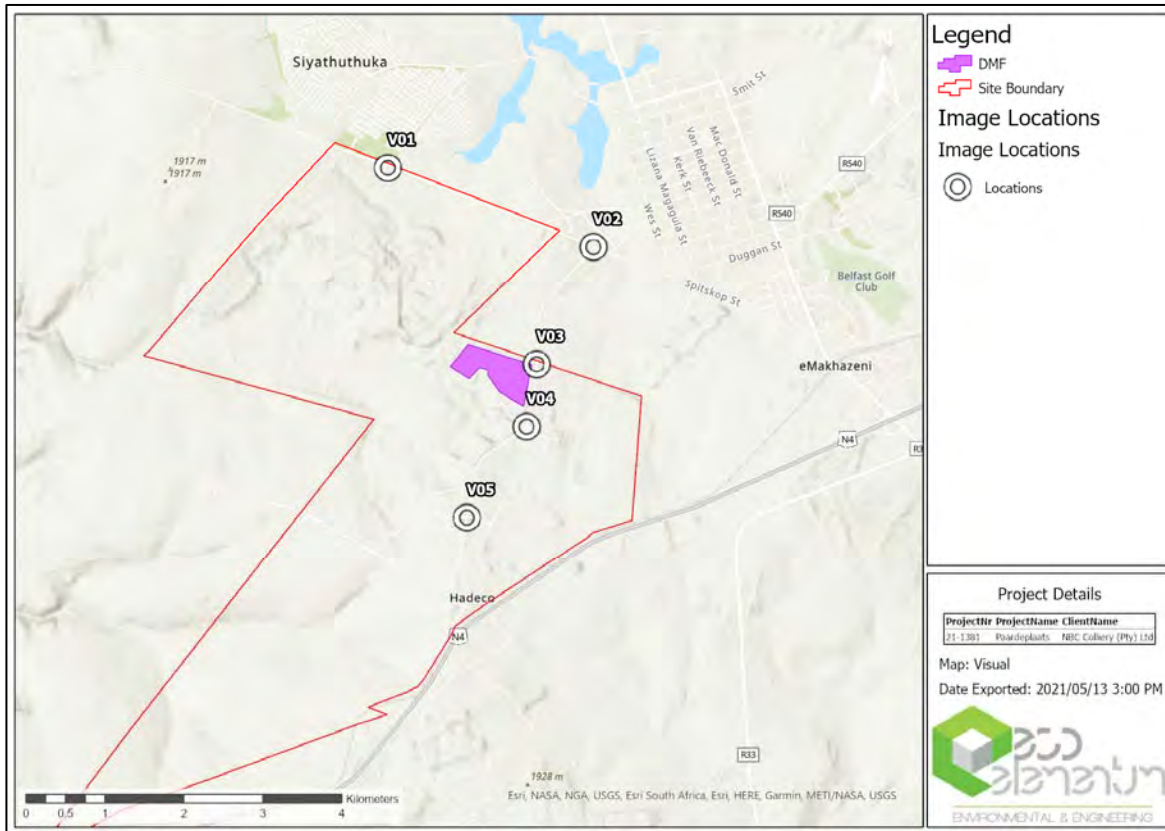 Siyathuthuka
V01
1917 m
1917 m
Smit St
Mac Donald St
Van Riebeeck St
Kerk St
Lizana Magagula St
Wes St
R540
R540
V02
Duggan St
Spitskop St
Belfast Golf
Club
V03
eMakhazeni
V04
N4
R3
V05
Hadeco
N4
R33
1928 m
Kilometers
0 0.5 1 2 3 4
Esri, NASA, NGA, USGS, Esri South Africa, Esri, HERE, Garmin, METI/NASA, USGS
Legend
DMF
Site Boundary
Image Locations
Image Locations
Locations
Project Details
ProjectNr ProjectName ClientName
21-1381 Paardeplaats NBC Colliery (Pty) Ltd
Map: Visual
Date Exported: 2021/05/13 3:00 PM
eco
elementum
ENVIRONMENTAL & ENGINEERING